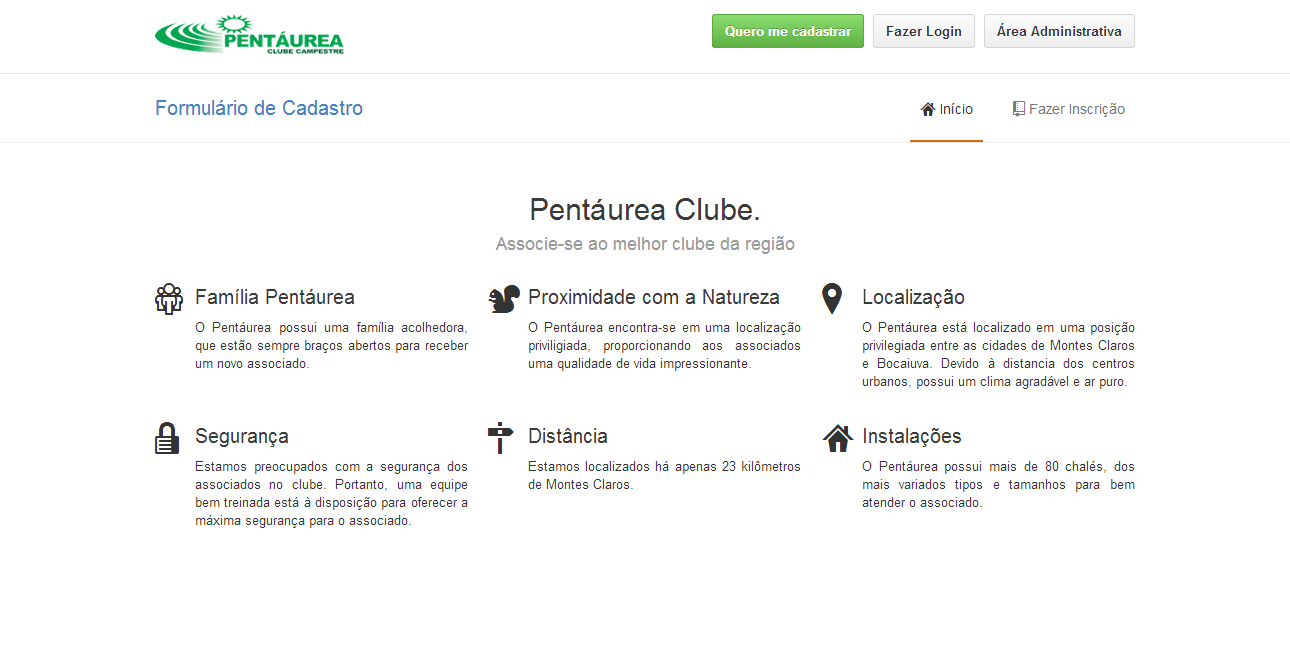 PENTÁUREA
CLUBE CAMPESTRE
Quero me cadastrar
Fazer Login
Área Administrativa
Formulário de Cadastro
Início
Fazer Inscrição
Pentáurea Clube.
Associe-se ao melhor clube da região
Família Pentáurea
O Pentáurea possui uma família acolhedora,
que estão sempre braços abertos para receber
um novo associado.
Proximidade com a Natureza
O Pentáurea encontra-se em uma localização
priviligiada, proporcionando aos associados
uma qualidade de vida impressionante.
Localização
O Pentáurea está localizado em uma posição
privilegiada entre as cidades de Montes Claros
e Bocaiuva. Devido à distancia dos centros
urbanos, possui um clima agradável e ar puro.
Segurança
Estamos preocupados com a segurança dos
associados no clube. Portanto, uma equipe
bem treinada está à disposição para oferecer a
máxima segurança para o associado.
Distância
Estamos localizados há apenas 23 kilômetros
de Montes Claros.
Instalações
O Pentáurea possui mais de 80 chalés, dos
mais variados tipos e tamanhos para bem
atender o associado.